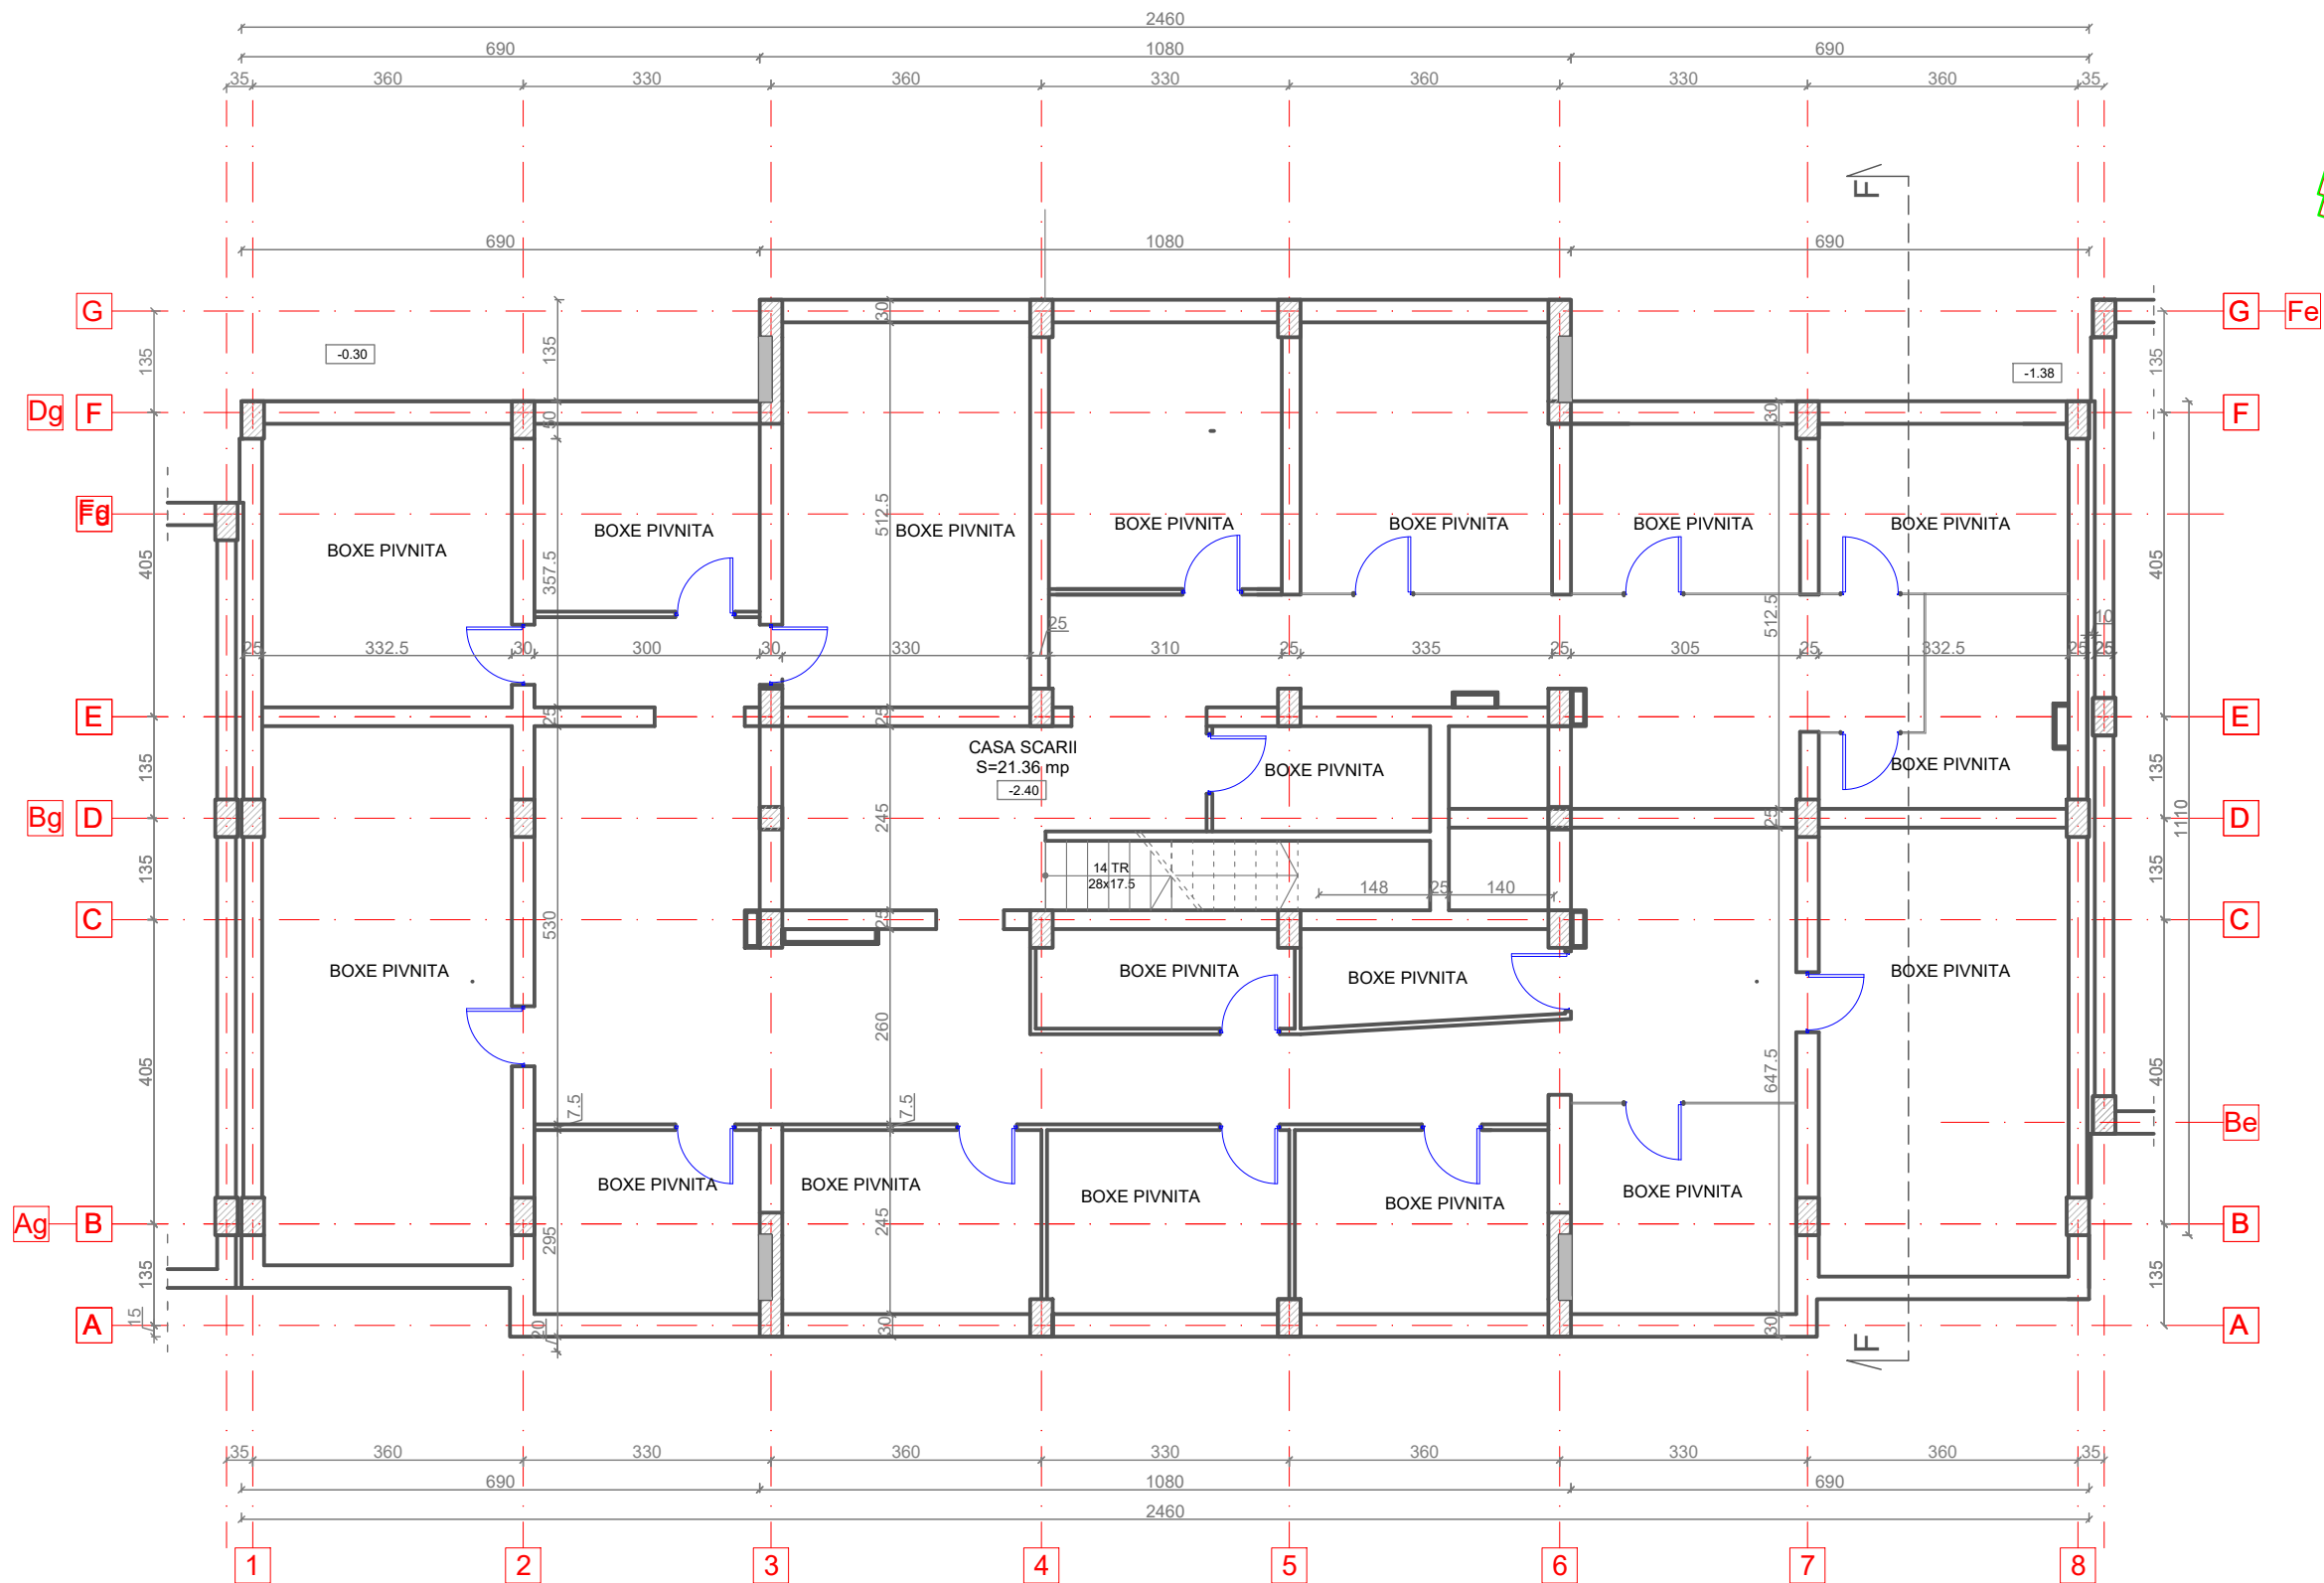 2460
690 1080 690
35 360 330 360 330 360 330 360 35
F
690 1080 690
G G Fe
30
135 135 135
-0.30 -1.38
Dg F F
50 30
512.5
BOXE PIVNITA BOXE PIVNITA BOXE PIVNITA BOXE PIVNITA
BOXE PIVNITA BOXE PIVNITA
BOXE PIVNITA
405 357.5 405
512.5
10
25
25 332.5 30 300 30 330 310 25 335 25 305 25 332.5 25 25
E 25 25 E
CASA SCARII
S=21.36 mp
-2.40
BOXE PIVNITA
BOXE PIVNITA
135 135
Bg D 245 25 D
1110
14 TR
28x17.5
135 135
148 25 140
C 530 25 C
BOXE PIVNITA BOXE PIVNITA BOXE PIVNITA
BOXE PIVNITA
260
405 647.5 405
7.5 7.5
Be
BOXE PIVNITA BOXE PIVNITA
BOXE PIVNITA
BOXE PIVNITA
BOXE PIVNITA
Ag B 295 245 B
135 135
15 20 30 30
A A
F
35 360 330 360 330 360 330 360 35
690 1080 690
2460
1 2 3 4 5 6 7 8